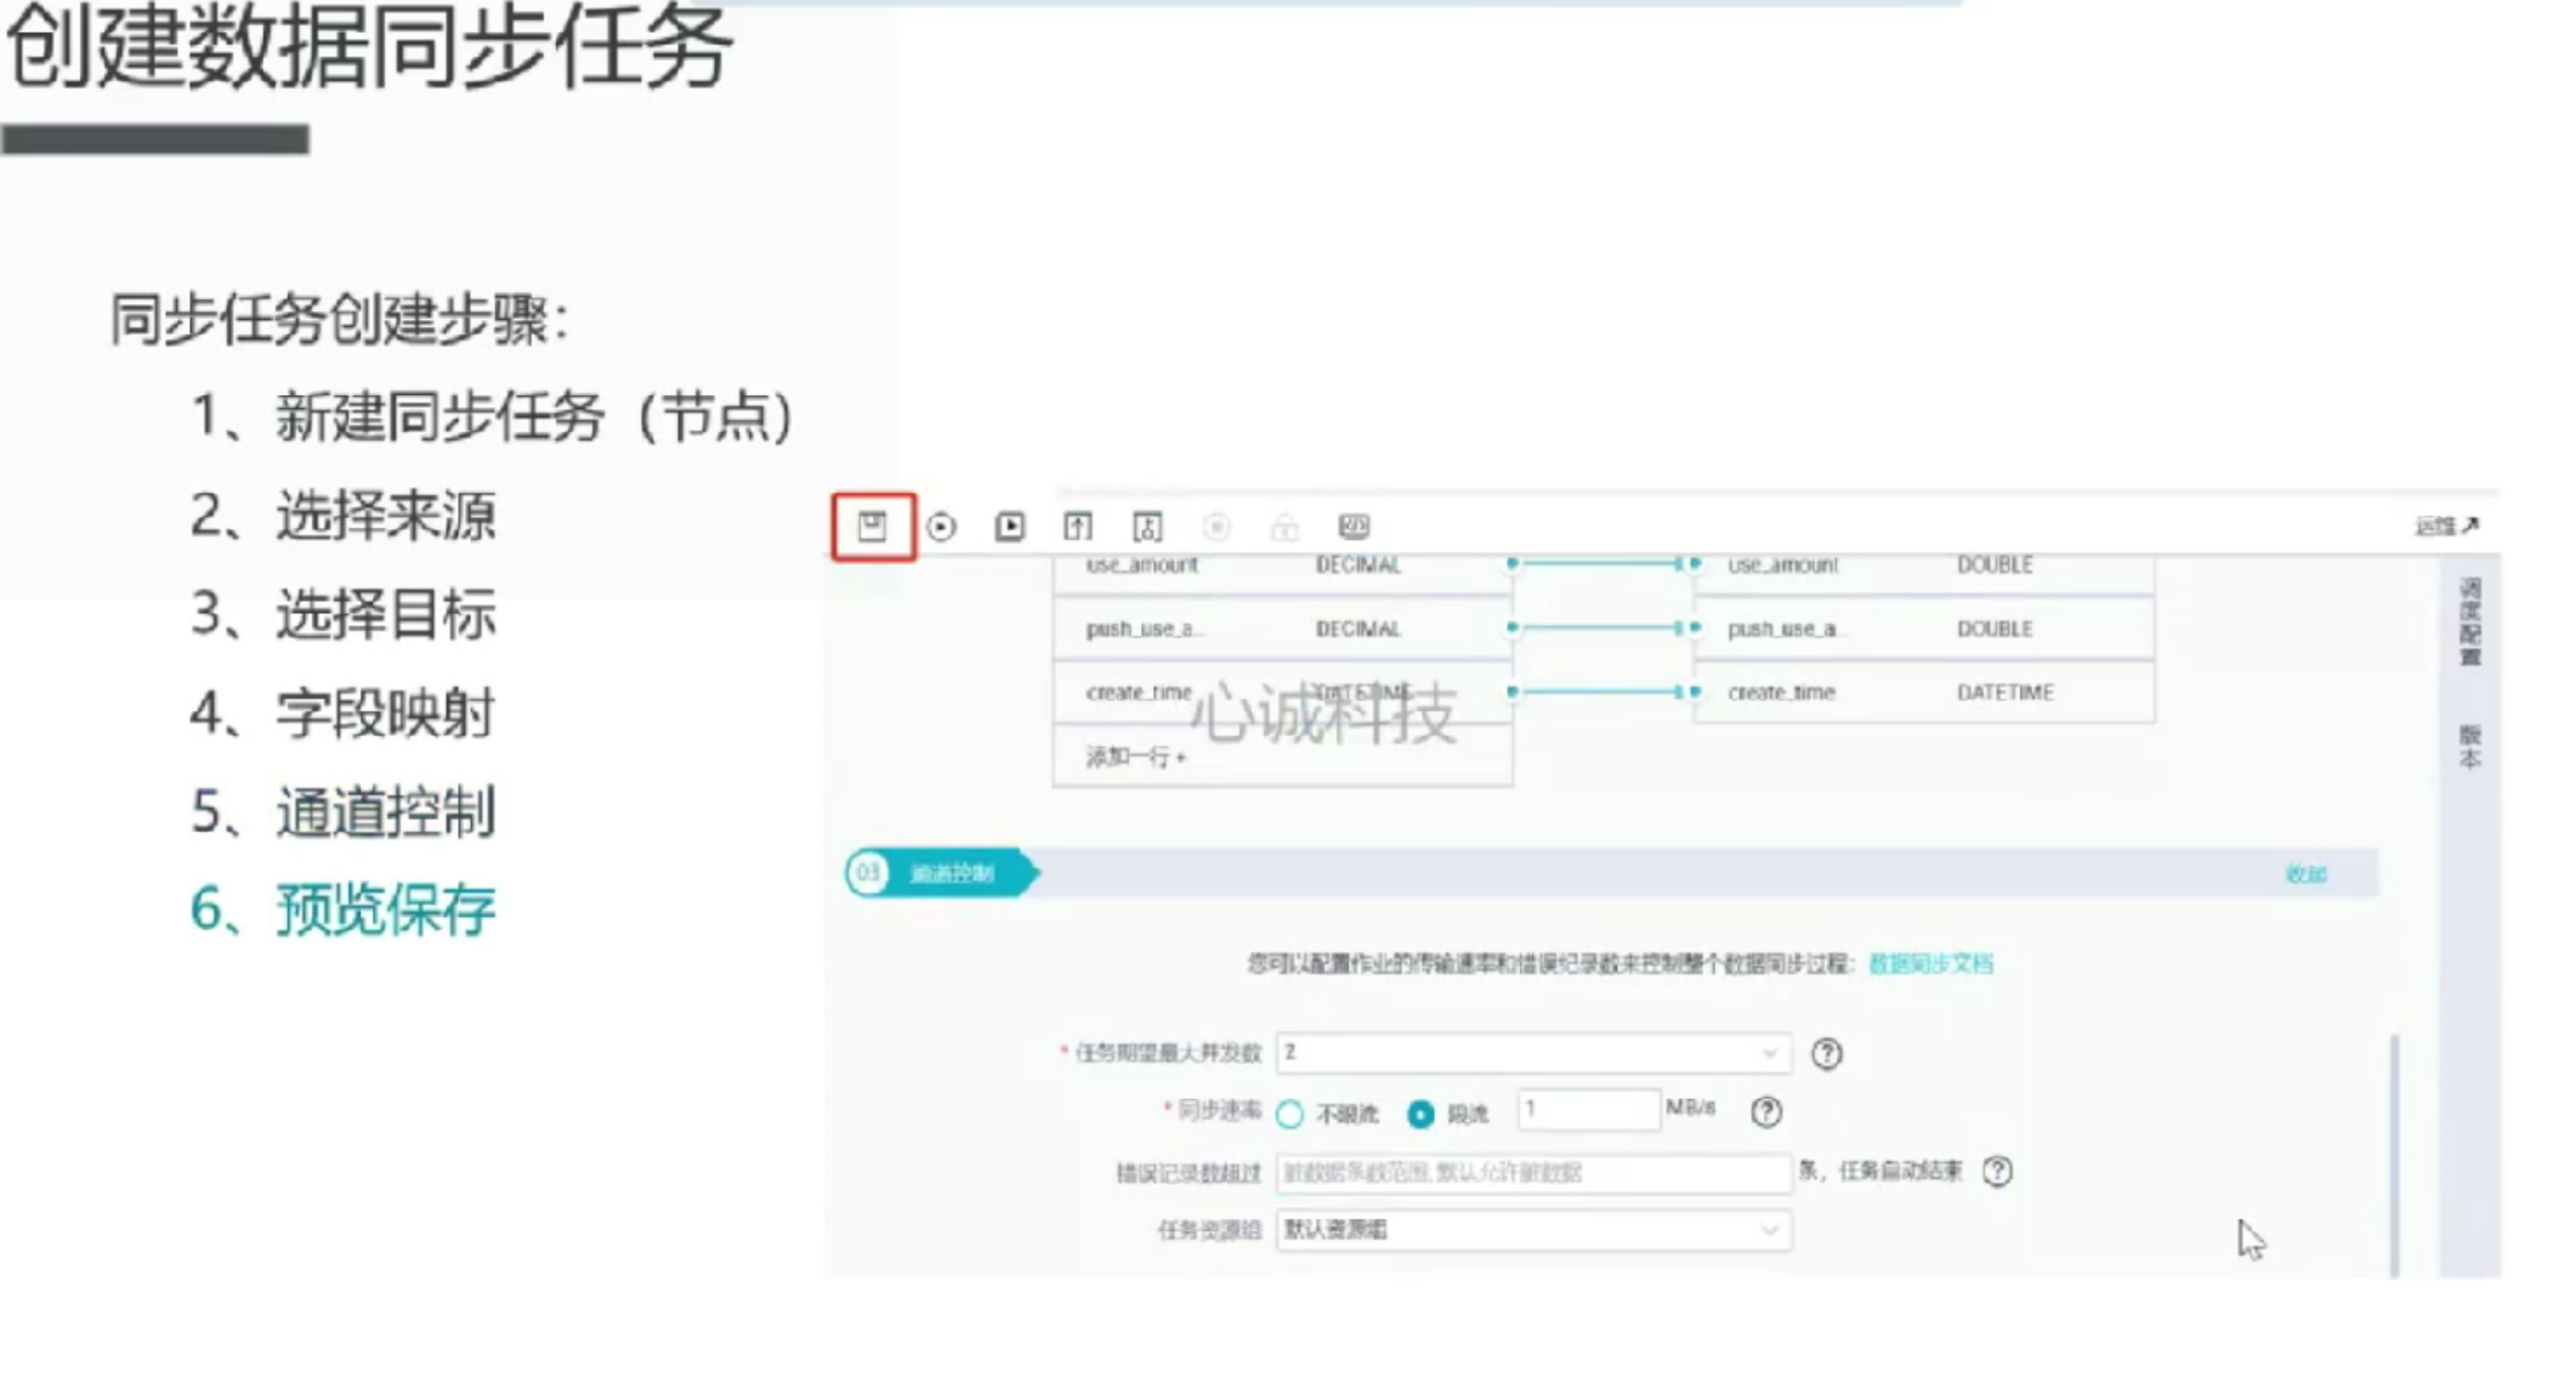 创建数据同步任务
同步任务创建步骤：
1、新建同步任务（节点）
2、选择来源
3、选择目标
4、字段映射
5、通道控制
6、预览保存
运维
use_amount DECIMAL use_amount DOUBLE
push_use_a... DECIMAL push_use_a... DOUBLE
create_time DATETIME create_time DATETIME
心诚科技
添加一行 +
调度配置
版本
03 通道控制 收起
您可以配置作业的传输速率和错误纪录数来控制整个数据同步过程：数据同步文档
* 任务期望最大并发数 2 ?
* 同步速率 不限流 限流 1 MB/s ?
错误记录数超过 脏数据条数范围, 默认允许脏数据 条，任务自动结束 ?
任务资源组 默认资源组